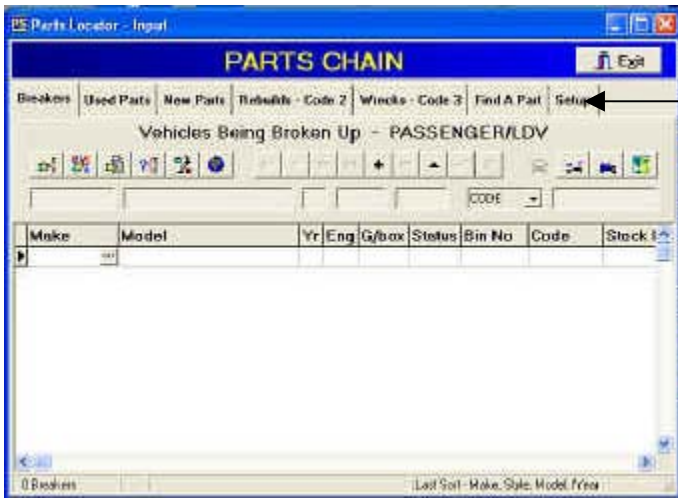 Parts Locator - Input
PARTS CHAIN
Exit
Breakers Used Parts New Parts Rebuilds - Code 2 Wrecks - Code 3 Find A Part Setup
Vehicles Being Broken Up - PASSENGER/LDV
CODE
Make Model Yr Eng G/box Status Bin No Code Stock
0 Breakers Last Sort - Make, Style, Model, Year